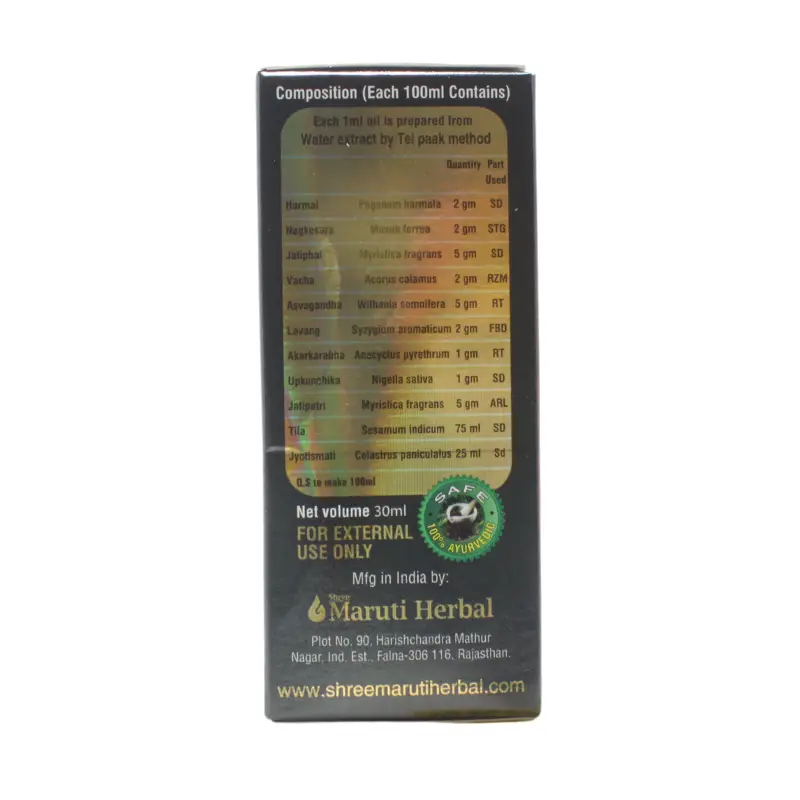 Composition (Each 100ml Contains)
Each 1ml oil is prepared from
Water extract by Tel paak method
Quantity Part
Used
Harmal Peganum harmala 2 gm SD
Nagkesara Mesua ferrea 2 gm STG
Jatiphal Myristica fragrans 5 gm SD
Vacha Acorus calamus 2 gm RZM
Asvagandha Withania somnifera 5 gm RT
Lavang Syzygium aromaticum 2 gm FBD
Akarkarabha Anacyclus pyrethrum 1 gm RT
Upkunchika Nigella sativa 1 gm SD
Jatipatri Myristica fragrans 5 gm ARL
Tila Sesamum indicum 75 ml SD
Jyotismati Celastrus paniculatus 25 ml Sd
Q.S to make 100ml
Net volume 30ml
FOR EXTERNAL
USE ONLY
SAFE
100% AYURVEDIC
Mfg in India by:
Shree
Maruti Herbal
Plot No. 90, Harishchandra Mathur
Nagar, Ind. Est., Falna-306 116, Rajasthan.
www.shreemarutiherbal.com